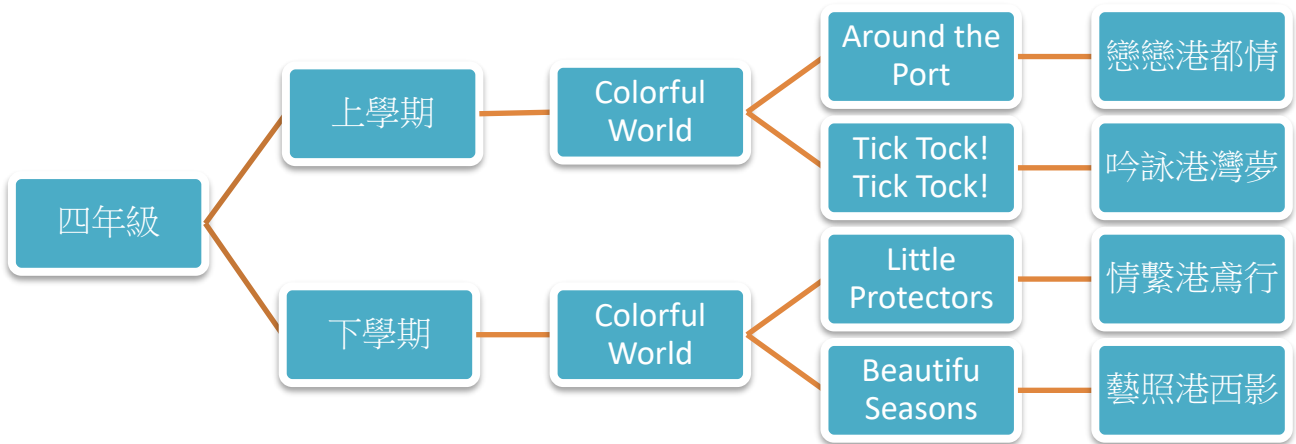 四年級
上學期
Colorful
World
Around the
Port
戀戀港都情
Tick Tock!
Tick Tock!
吟詠港灣夢
下學期
Colorful
World
Little
Protectors
情繫港鳶行
Beautifu
Seasons
藝照港西影